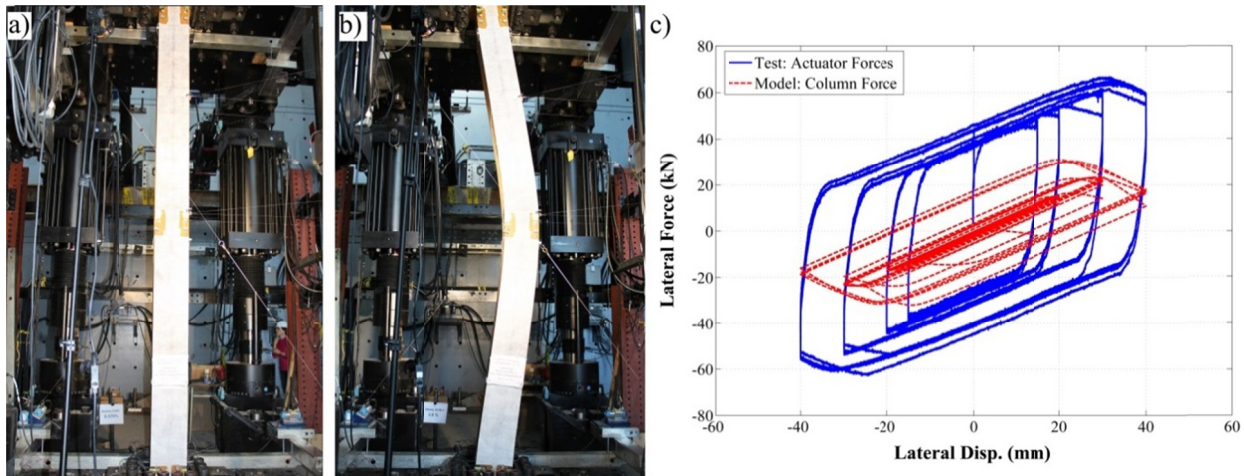 a)
b)
c)
80
60
40
20
0
-20
-40
-60
-80
-60
-40
-20
0
20
40
60
Lateral Force (kN)
Lateral Disp. (mm)
Test: Actuator Forces
Model: Column Force